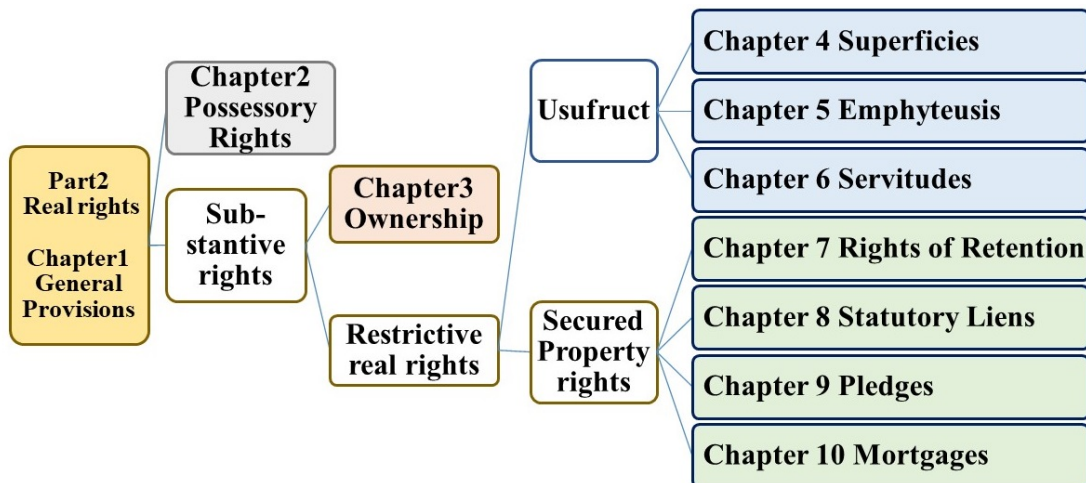 Part2
Real rights
Chapter1
General
Provisions
Chapter2
Possessory
Rights
Sub-
stantive
rights
Chapter3
Ownership
Restrictive
real rights
Usufruct
Secured
Property
rights
Chapter 4 Superficies
Chapter 5 Emphyteusis
Chapter 6 Servitudes
Chapter 7 Rights of Retention
Chapter 8 Statutory Liens
Chapter 9 Pledges
Chapter 10 Mortgages